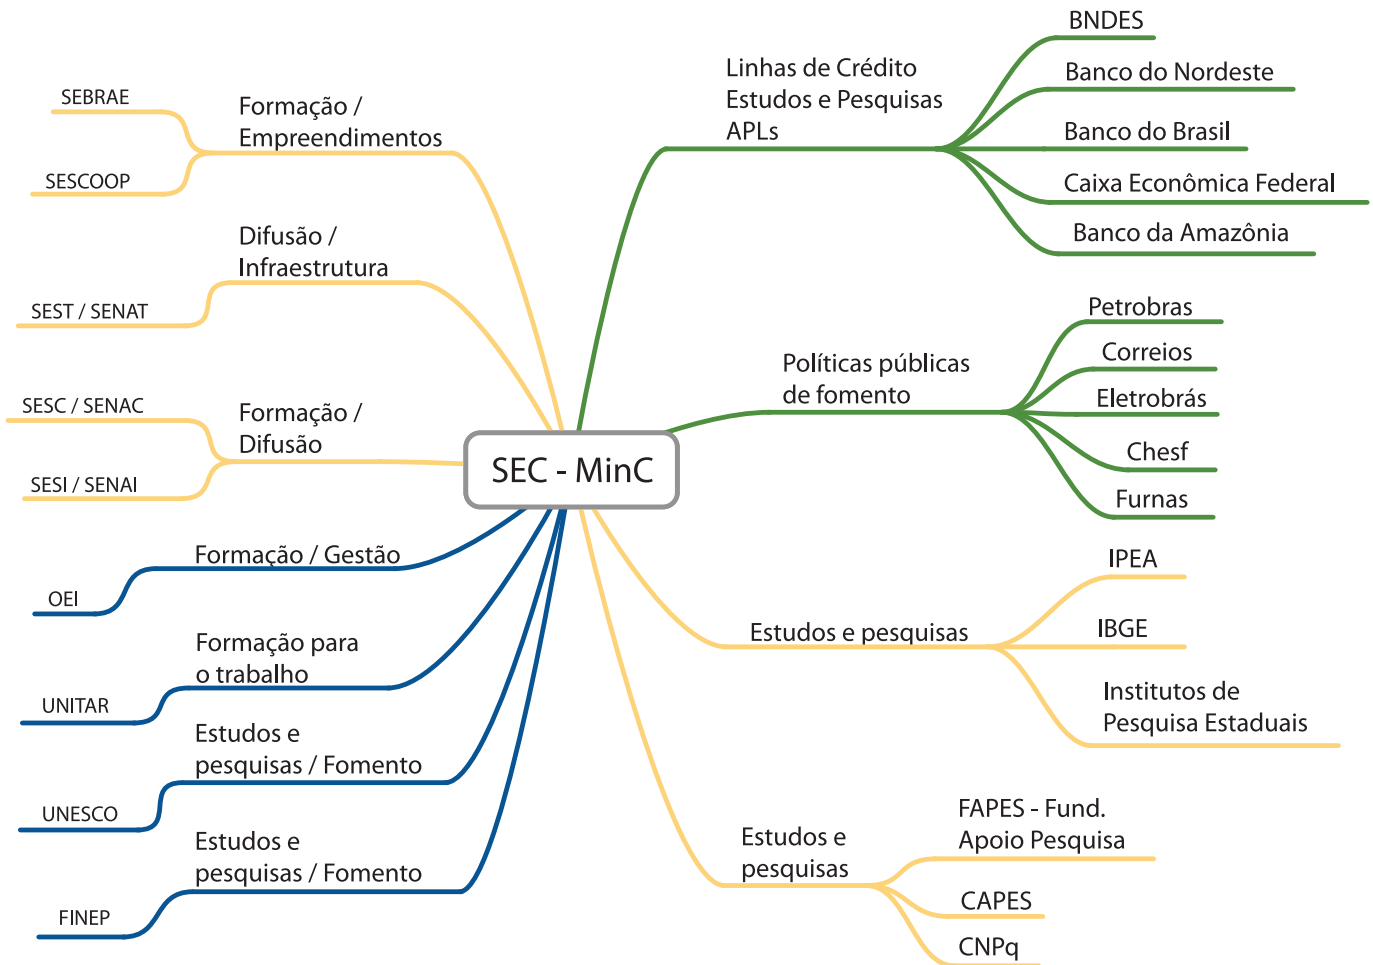 SEBRAE
SESCOOP
Formação /
Empreendimentos
SEST / SENAT
Difusão /
Infraestrutura
SESC / SENAC
SESI / SENAI
Formação /
Difusão
OEI
Formação / Gestão
UNITAR
Formação para
o trabalho
UNESCO
Estudos e
pesquisas / Fomento
FINEP
Estudos e
pesquisas / Fomento
SEC - MinC
Linhas de Crédito
Estudos e Pesquisas
APLs
BNDES
Banco do Nordeste
Banco do Brasil
Caixa Econômica Federal
Banco da Amazônia
Políticas públicas
de fomento
Petrobras
Correios
Eletrobrás
Chesf
Furnas
Estudos e pesquisas
IPEA
IBGE
Institutos de
Pesquisa Estaduais
Estudos e
pesquisas
FAPES - Fund.
Apoio Pesquisa
CAPES
CNPq